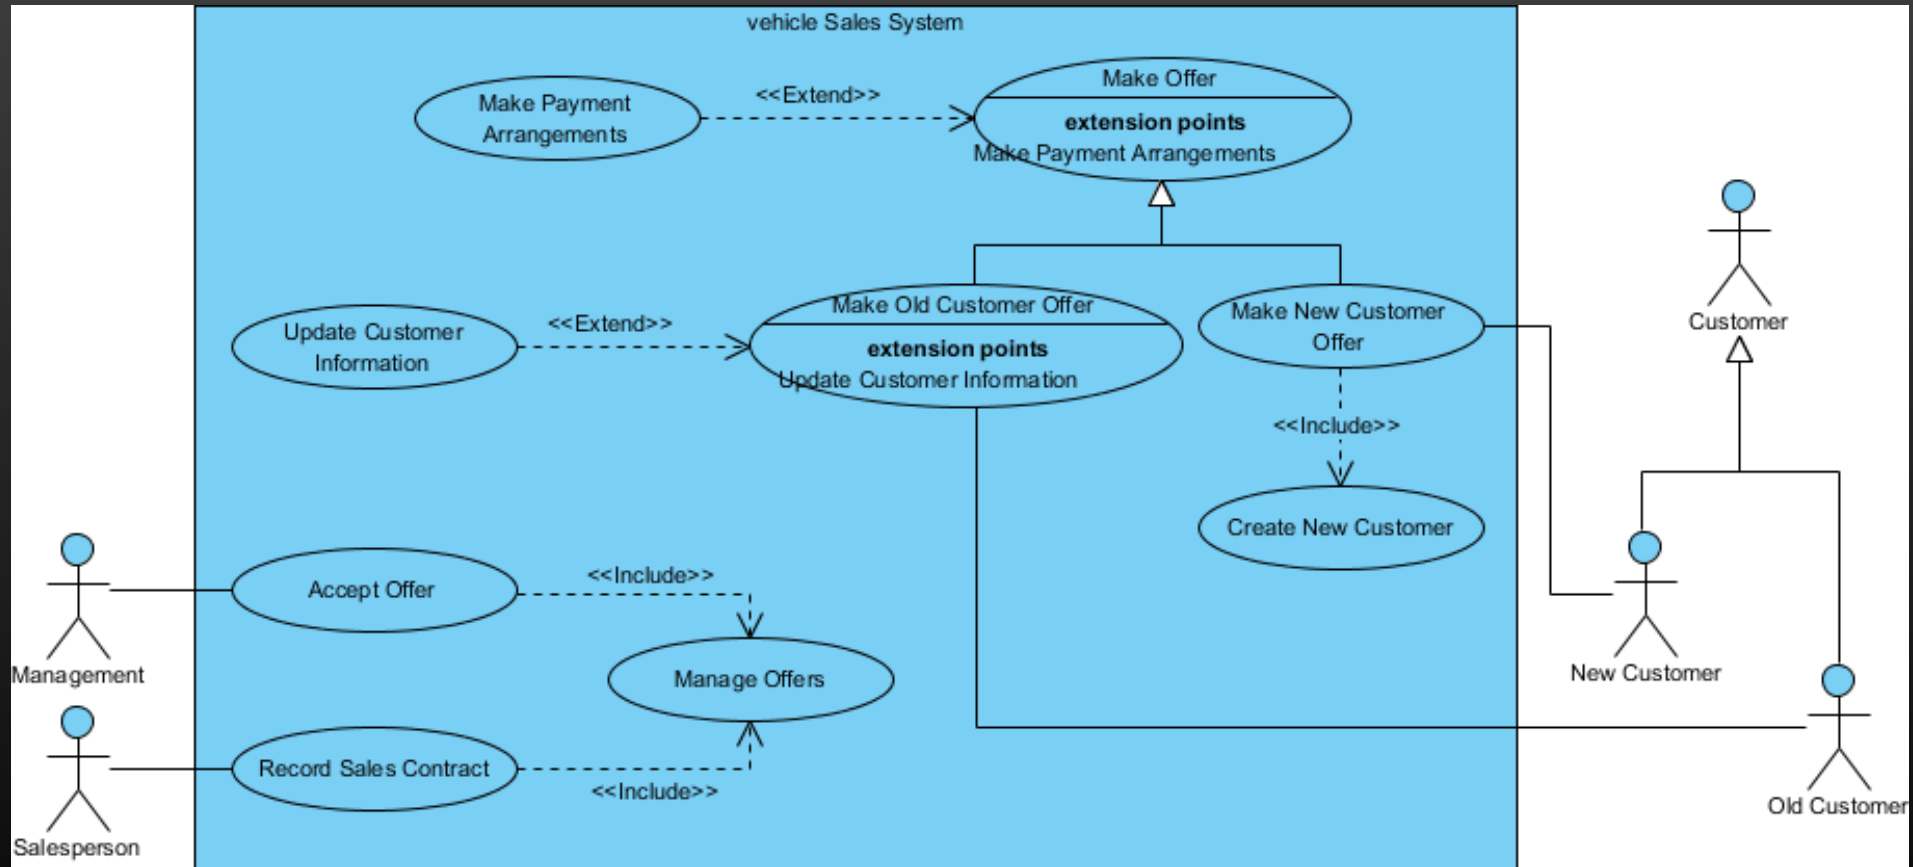 vehicle Sales System
Make Payment
Arrangements
<<Extend>>
Make Offer
extension points
Make Payment Arrangements
Customer
Update Customer
Information
<<Extend>>
Make Old Customer Offer
extension points
Update Customer Information
Make New Customer
Offer
<<Include>>
Create New Customer
Management
Accept Offer
<<Include>>
Manage Offers
New Customer
Salesperson
Record Sales Contract
<<Include>>
Old Customer